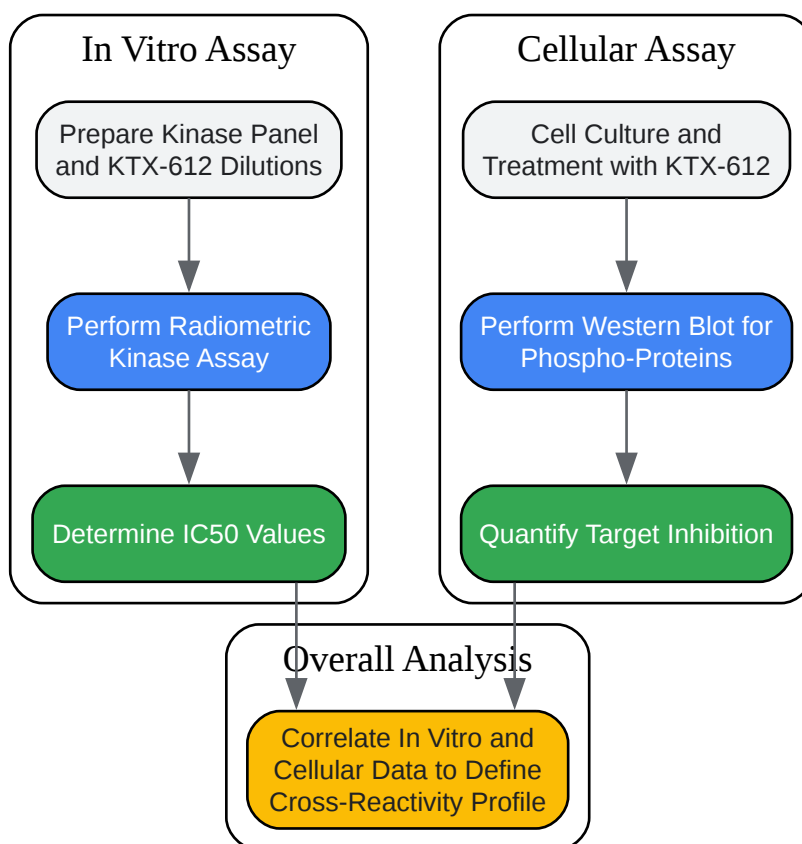 In Vitro Assay
Prepare Kinase Panel
and KTX-612 Dilutions
Perform Radiometric
Kinase Assay
Determine IC50 Values
Cellular Assay
Cell Culture and
Treatment with KTX-612
Perform Western Blot for
Phospho-Proteins
Quantify Target Inhibition
Overall Analysis
Correlate In Vitro and
Cellular Data to Define
Cross-Reactivity Profile